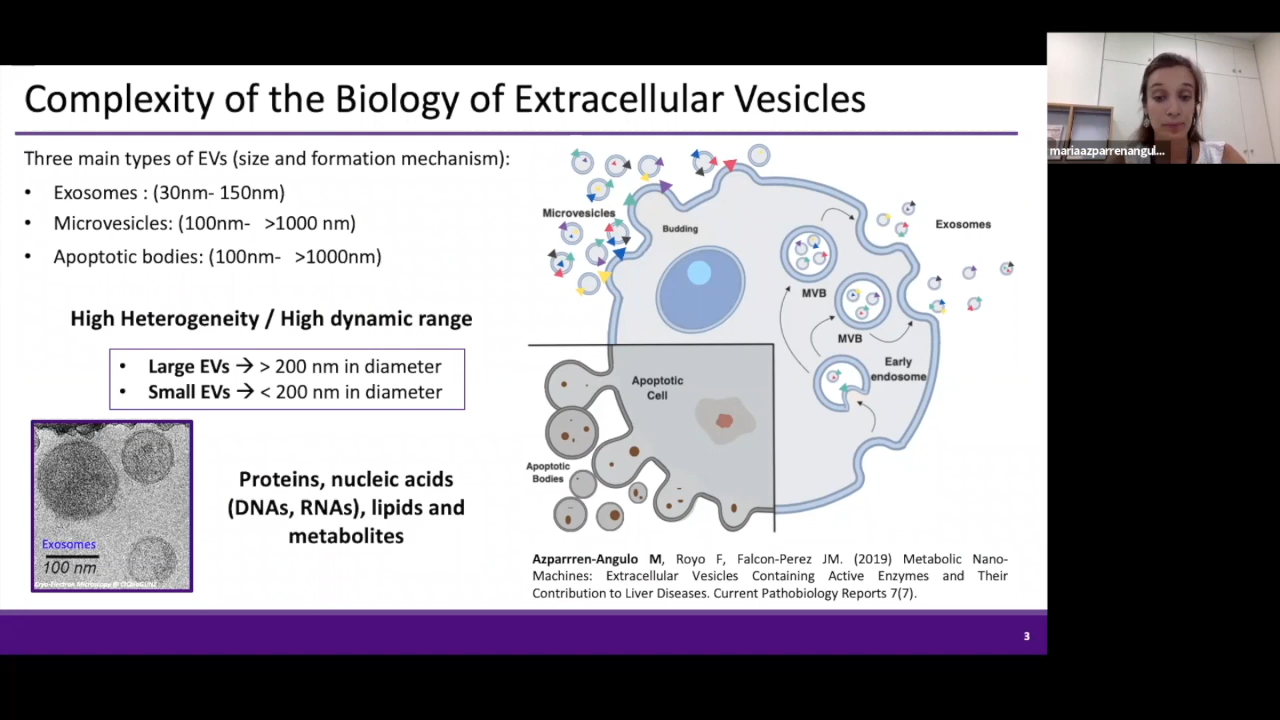 Complexity of the Biology of Extracellular Vesicles
mariaazparrenangul...
Three main types of EVs (size and formation mechanism):
• Exosomes : (30nm- 150nm)
• Microvesicles: (100nm- >1000 nm)
• Apoptotic bodies: (100nm- >1000nm)
High Heterogeneity / High dynamic range
• Large EVs → > 200 nm in diameter
• Small EVs → < 200 nm in diameter
Exosomes
100 nm
Cryo-Electron Microscopy @
Proteins, nucleic acids
(DNAs, RNAs), lipids and
metabolites
Microvesicles
Budding
Exosomes
MVB
MVB
Early
endosome
Apoptotic
Cell
Apoptotic
Bodies
Azparrren-Angulo M, Royo F, Falcon-Perez JM. (2019) Metabolic Nano-
Machines: Extracellular Vesicles Containing Active Enzymes and Their
Contribution to Liver Diseases. Current Pathobiology Reports 7(7).
3